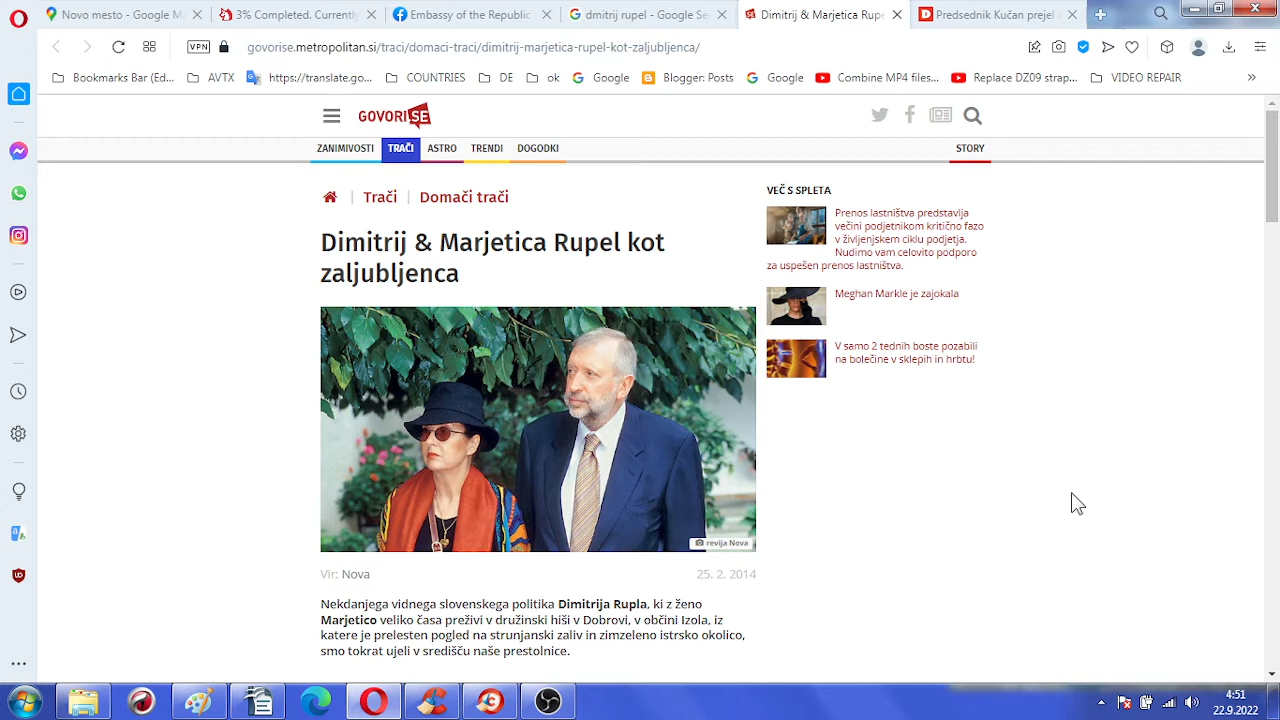 Novo mesto - Google M
3% Completed. Currently
Embassy of the Republic
dmitrij rupel - Google Se
Dimitrij & Marjetica Rupe
Predsednik Kučan prejel
VPN
govorise.metropolitan.si/traci/domaci-traci/dimitrij-marjetica-rupel-kot-zaljubljenca/
Bookmarks Bar (Ed...
AVTX
https://translate.go...
COUNTRIES
DE
ok
Google
Blogger: Posts
Google
Combine MP4 files...
Replace DZ09 strap...
VIDEO REPAIR
GOVORISE
ZANIMIVOSTI
TRAČI
ASTRO
TRENDI
DOGODKI
STORY
Trači | Domači trači
Dimitrij & Marjetica Rupel kot
zaljubljenca
revija Nova
Vir: Nova
25. 2. 2014
Nekdanjega vidnega slovenskega politika Dimitrija Rupla, ki z ženo
Marjetico veliko časa preživi v družinski hiši v Dobrovi, v občini Izola, iz
katere je prelesten pogled na strunjanski zaliv in zimzeleno istrsko okolico,
smo tokrat ujeli v središču naše prestolnice.
VEČ S SPLETA
Prenos lastništva predstavlja
večini podjetnikom kritično fazo
v življenjskem ciklu podjetja.
Nudimo vam celovito podporo
za uspešen prenos lastništva.
Meghan Markle je zajokala
V samo 2 tednih boste pozabili
na bolečine v sklepih in hrbtu!
4:51
22.9.2022